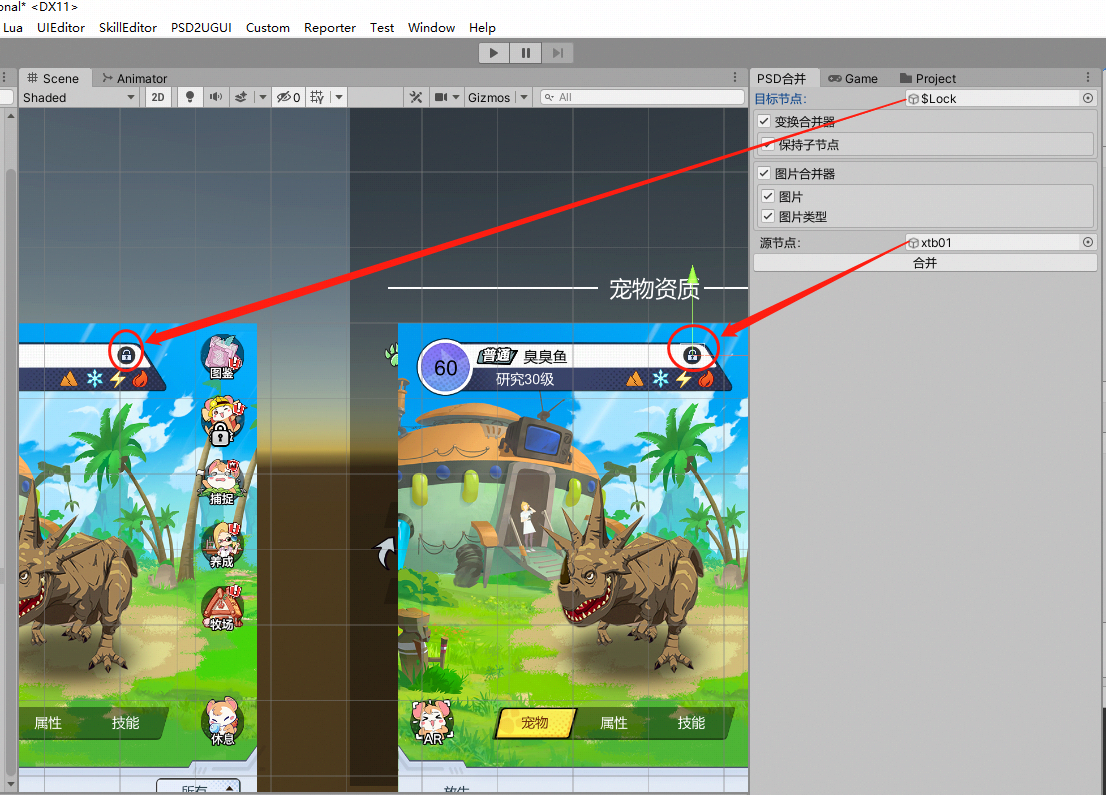 onal* <DX11>
Lua UIEditor SkillEditor PSD2UGUI Custom Reporter Test Window Help
Scene Animator
PSD合并 Game Project
Shaded 2D 0 Gizmos All
目标节点: $Lock
变换合并器
保持子节点
图片合并器
图片
图片类型
源节点: xtb01
合并
宠物资质
60 普通 臭臭鱼
研究30级
图鉴
捕捉
养成
牧场
属性 技能
休息
AR
宠物 属性 技能
所有
放生